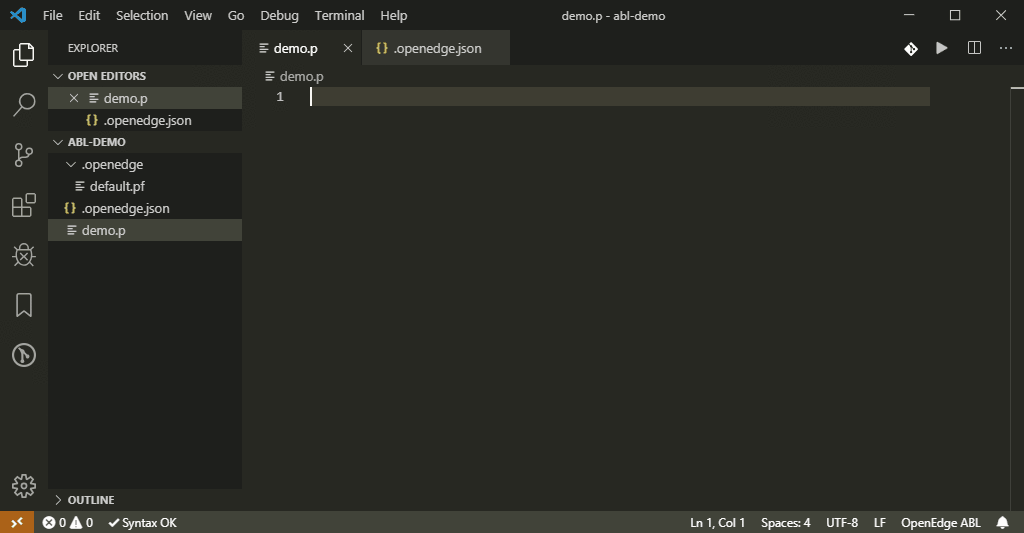 File Edit Selection View Go Debug Terminal Help demo.p - abl-demo
EXPLORER
demo.p
.openedge.json
OPEN EDITORS
demo.p
.openedge.json
ABL-DEMO
.openedge
default.pf
.openedge.json
demo.p
OUTLINE
demo.p
1
0 0 Syntax OK Ln 1, Col 1 Spaces: 4 UTF-8 LF OpenEdge ABL